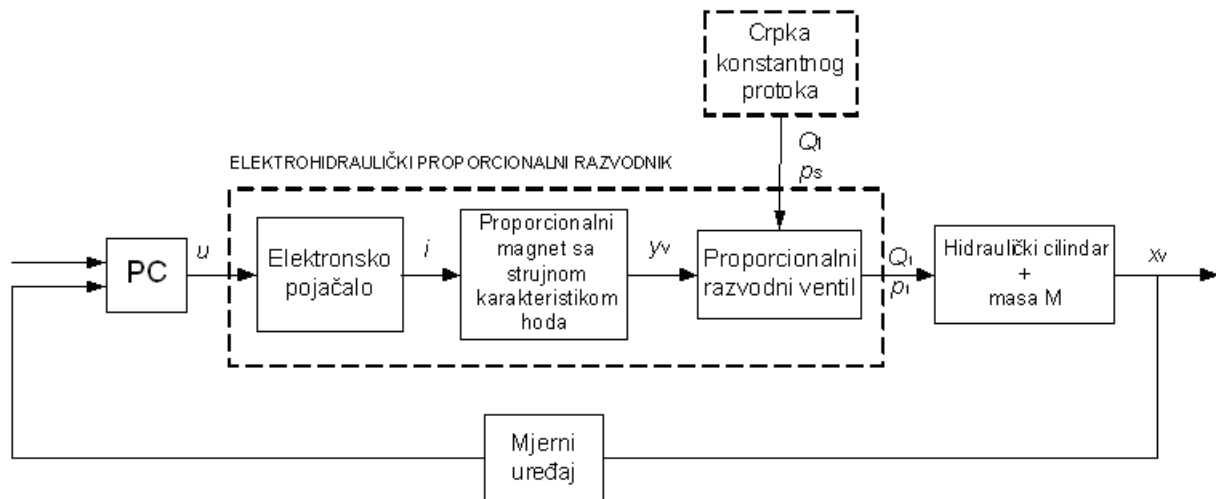 Crpka
konstantnog
protoka
Q1
ps
ELEKTROHIDRAULIČKI PROPORCIONALNI RAZVODNIK
PC
u
Elektronsko
pojačalo
i
Proporcionalni
magnet sa
strujnom
karakteristikom
hoda
yv
Proporcionalni
razvodni ventil
Q1
p1
Hidraulički cilindar
+
masa M
xv
Mjerni
uređaj